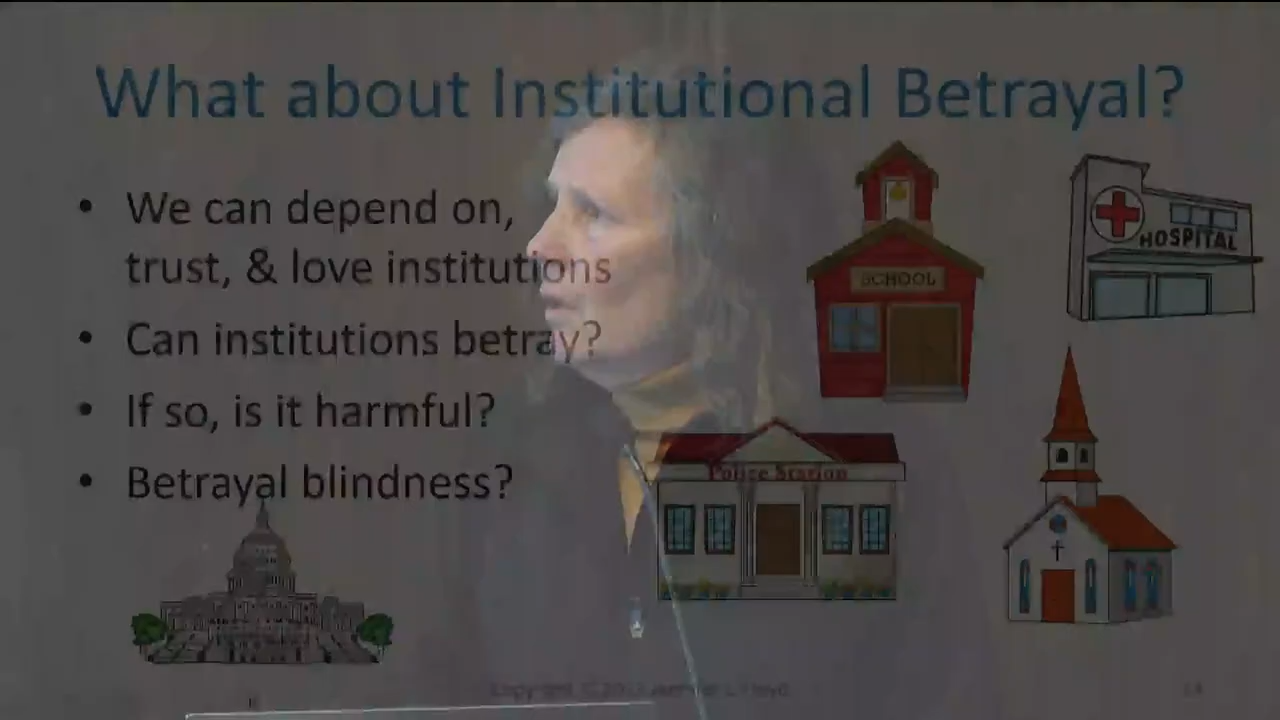 What about Institutional Betrayal?
• We can depend on,
trust, & love institutions
• Can institutions betray?
• If so, is it harmful?
• Betrayal blindness?
SCHOOL
HOSPITAL
Police Station
Copyright ©